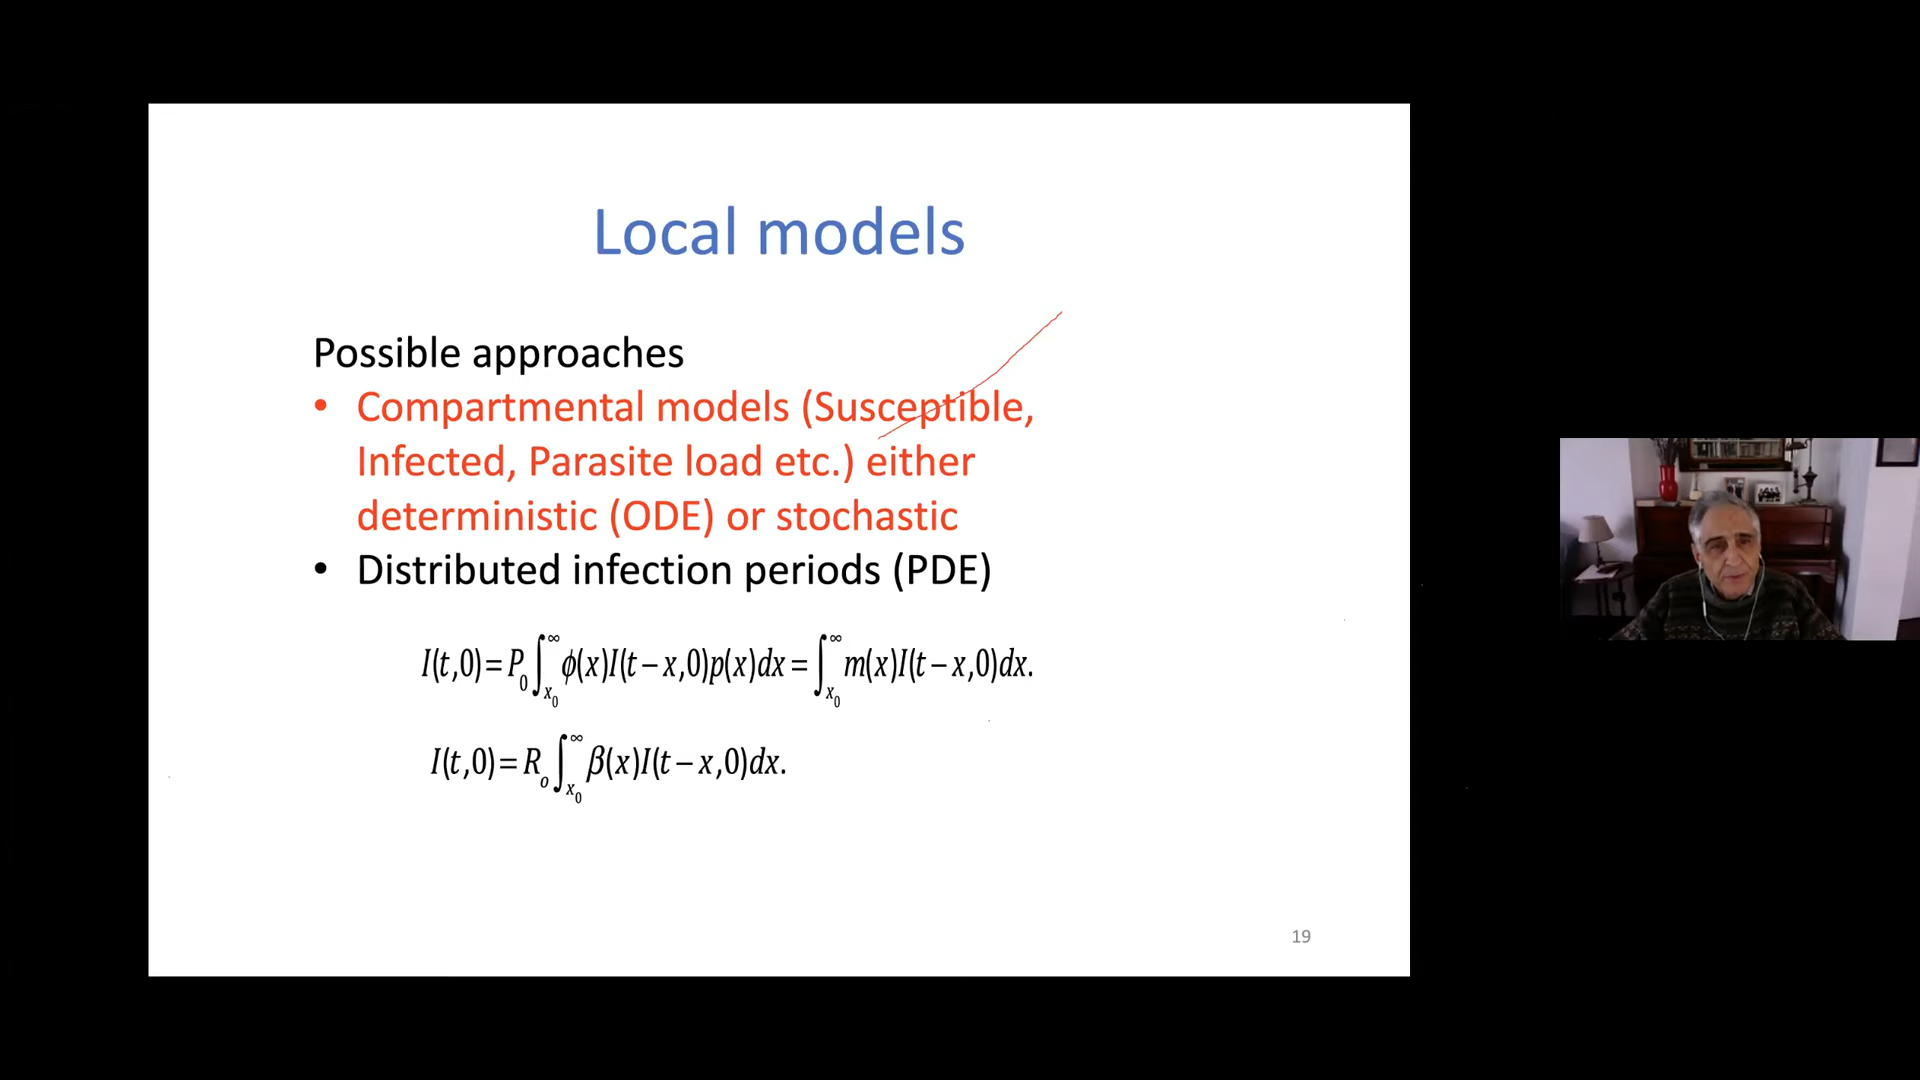 Local models
Possible approaches
• Compartmental models (Susceptible,
Infected, Parasite load etc.) either
deterministic (ODE) or stochastic
• Distributed infection periods (PDE)
I(t,0)=P₀∫_{x₀}^{∞} ϕ(x)I(t−x,0)p(x)dx=∫_{x₀}^{∞} m(x)I(t−x,0)dx.
I(t,0)=Rₒ∫_{x₀}^{∞} β(x)I(t−x,0)dx.
19